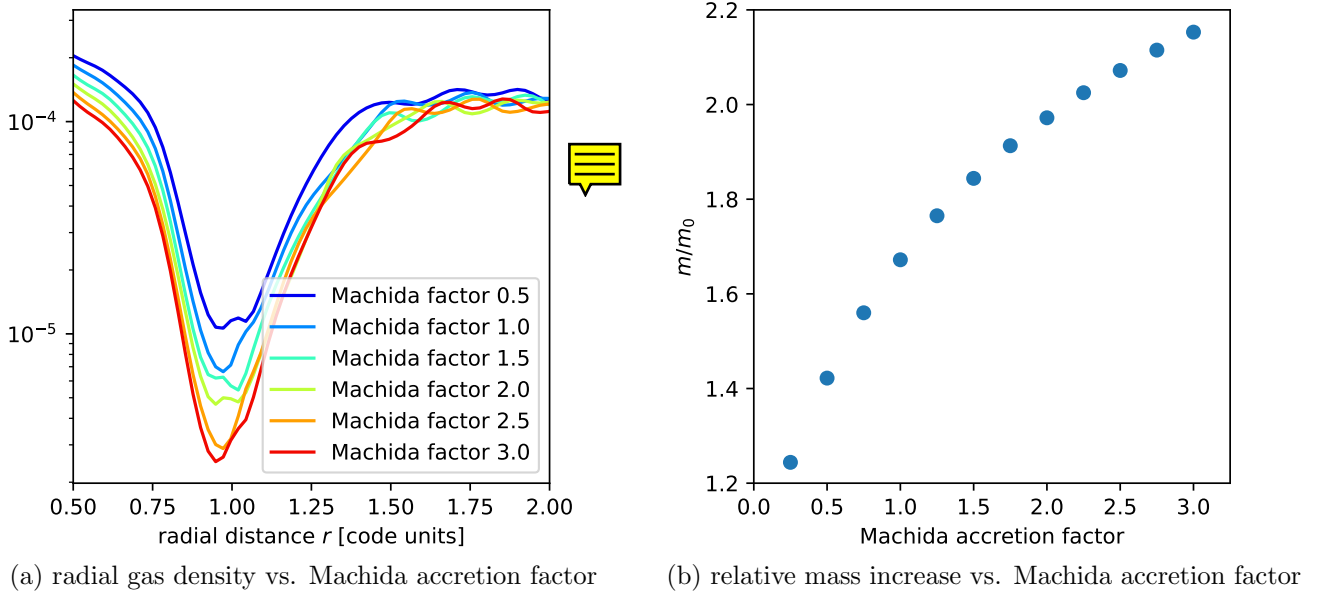 10⁻⁴
10⁻⁵
Machida factor 0.5
Machida factor 1.0
Machida factor 1.5
Machida factor 2.0
Machida factor 2.5
Machida factor 3.0
0.50 0.75 1.00 1.25 1.50 1.75 2.00
radial distance r [code units]
(a) radial gas density vs. Machida accretion factor
2.2
2.0
1.8
1.6
1.4
1.2
m/m₀
0.0 0.5 1.0 1.5 2.0 2.5 3.0
Machida accretion factor
(b) relative mass increase vs. Machida accretion factor